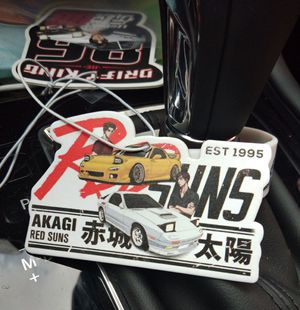 DRIFT KING
86
EST 1995
RED SUNS
AKAGI
RED SUNS
赤城
太陽
P
M
+